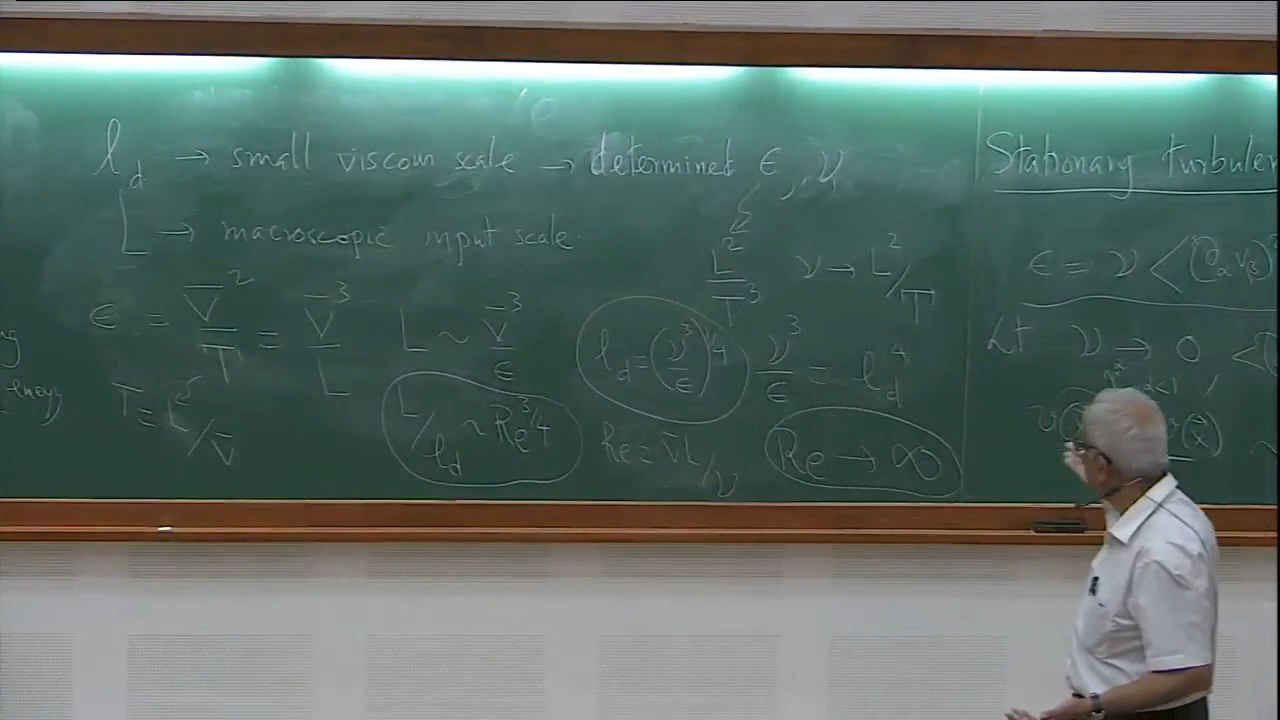 l_d → small viscous scale → determined ϵ, ν
L → macroscopic input scale.
L²/T³ ν → L²/T
ϵ = V̄²/T = V̄³/L L ~ V̄³/ϵ
l_d = (ν³/ϵ)^1/4 ν³/ϵ = l_d⁴
T = L/V̄
L/l_d ~ Re^3/4 Re = V̄L/ν Re → ∞
Stationary turbulen
ϵ = ν <(∂_α v_β)²
Lt ν → 0 <(